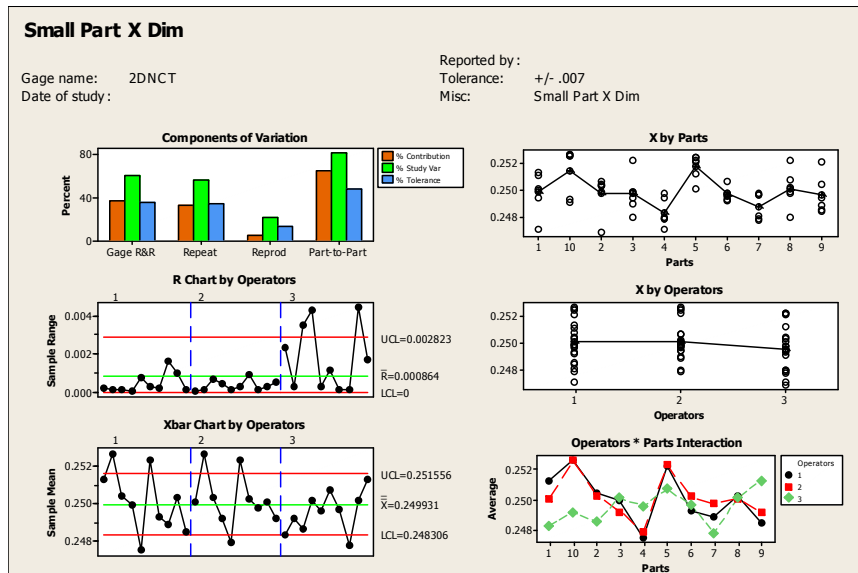 Small Part X Dim
Reported by :
Gage name: 2DNCT
Tolerance: +/- .007
Date of study :
Misc: Small Part X Dim
Components of Variation
80
40
0
Percent
Gage R&R Repeat Reprod Part-to-Part
% Contribution
% Study Var
% Tolerance
X by Parts
0.252
0.250
0.248
1 10 2 3 4 5 6 7 8 9
Parts
R Chart by Operators
1 2 3
0.004
0.002
0.000
Sample Range
UCL=0.002823
R=0.000864
LCL=0
X by Operators
0.252
0.250
0.248
1 2 3
Operators
Xbar Chart by Operators
1 2 3
0.252
0.250
0.248
Sample Mean
UCL=0.251556
X=0.249931
LCL=0.248306
Operators * Parts Interaction
0.252
0.250
0.248
Average
1 10 2 3 4 5 6 7 8 9
Parts
Operators
1
2
3